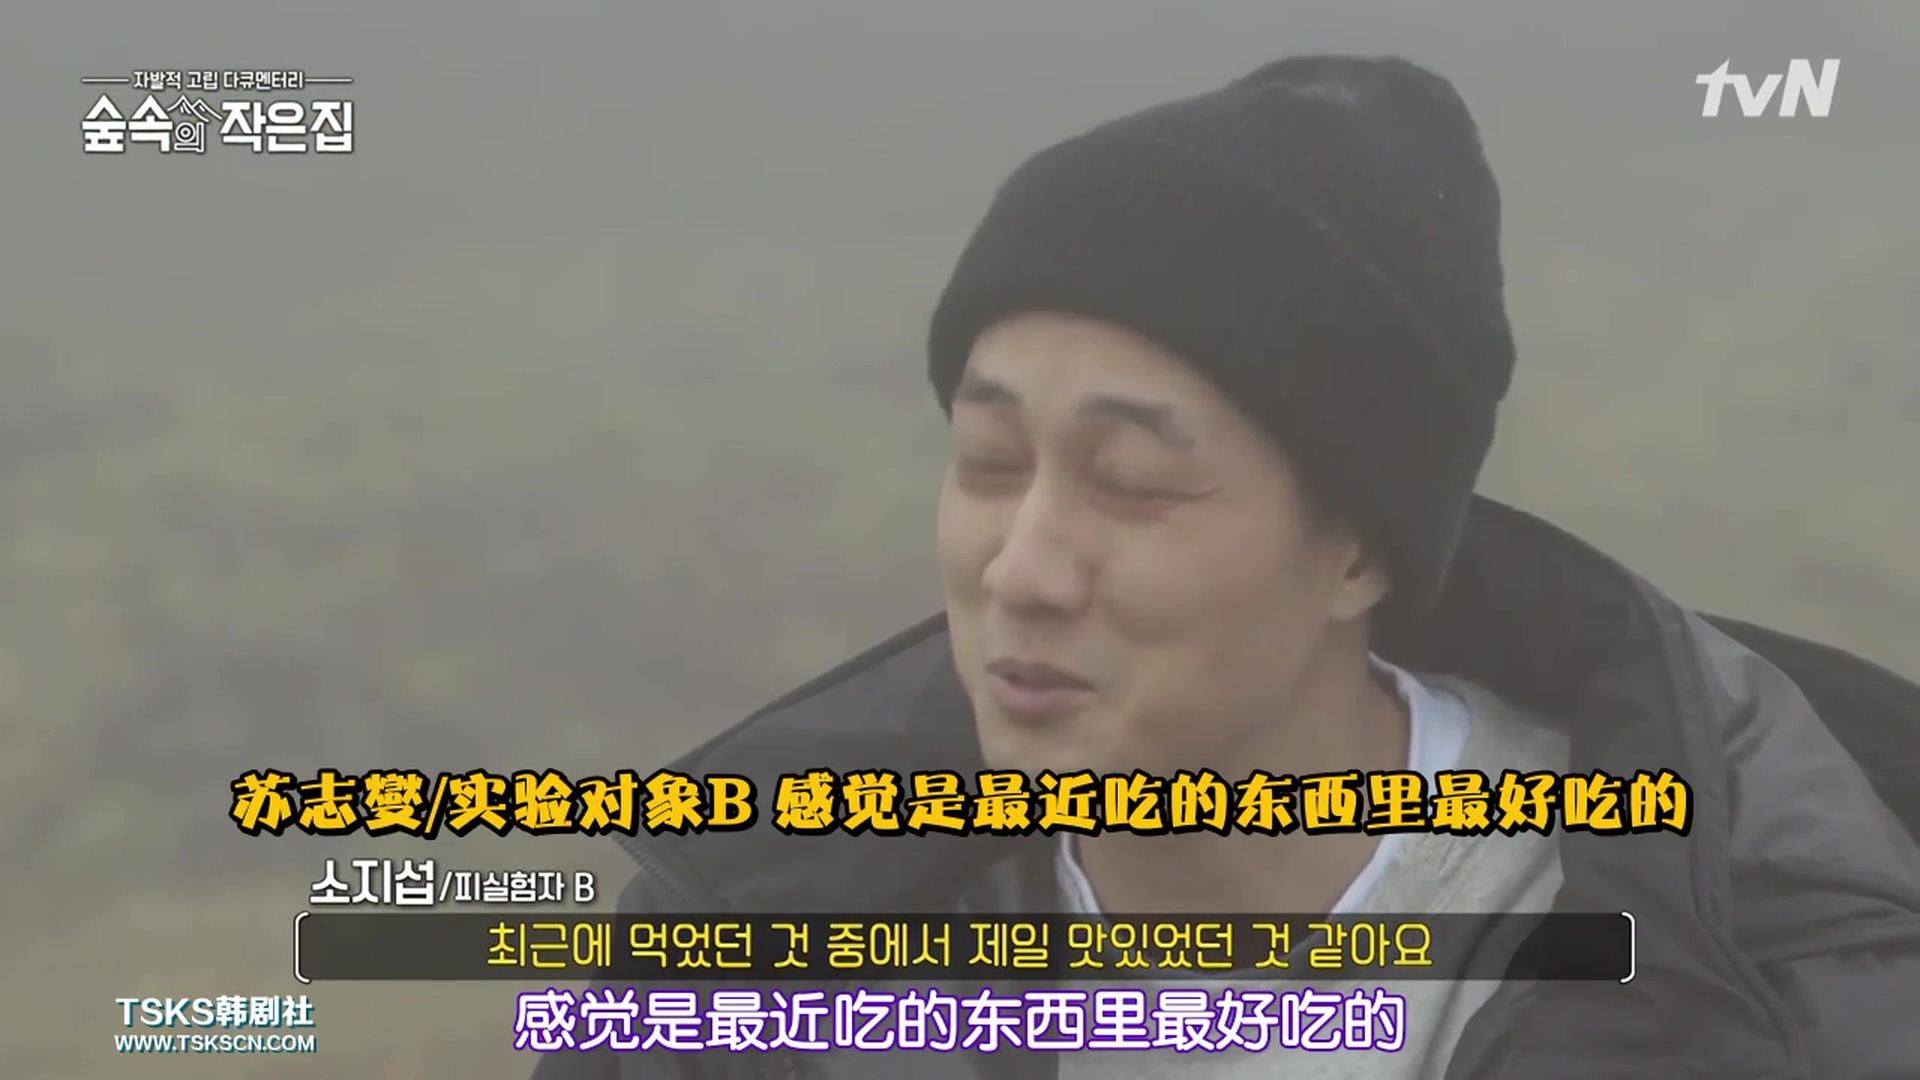 자발적 고립 다큐멘터리
숲속의 작은집
tvN
苏志燮/实验对象B 感觉是最近吃的东西里最好吃的
소지섭/피실험자 B
최근에 먹었던 것 중에서 제일 맛있었던 것 같아요
感觉是最近吃的东西里最好吃的
TSKS韩剧社
WWW.TSKSCN.COM